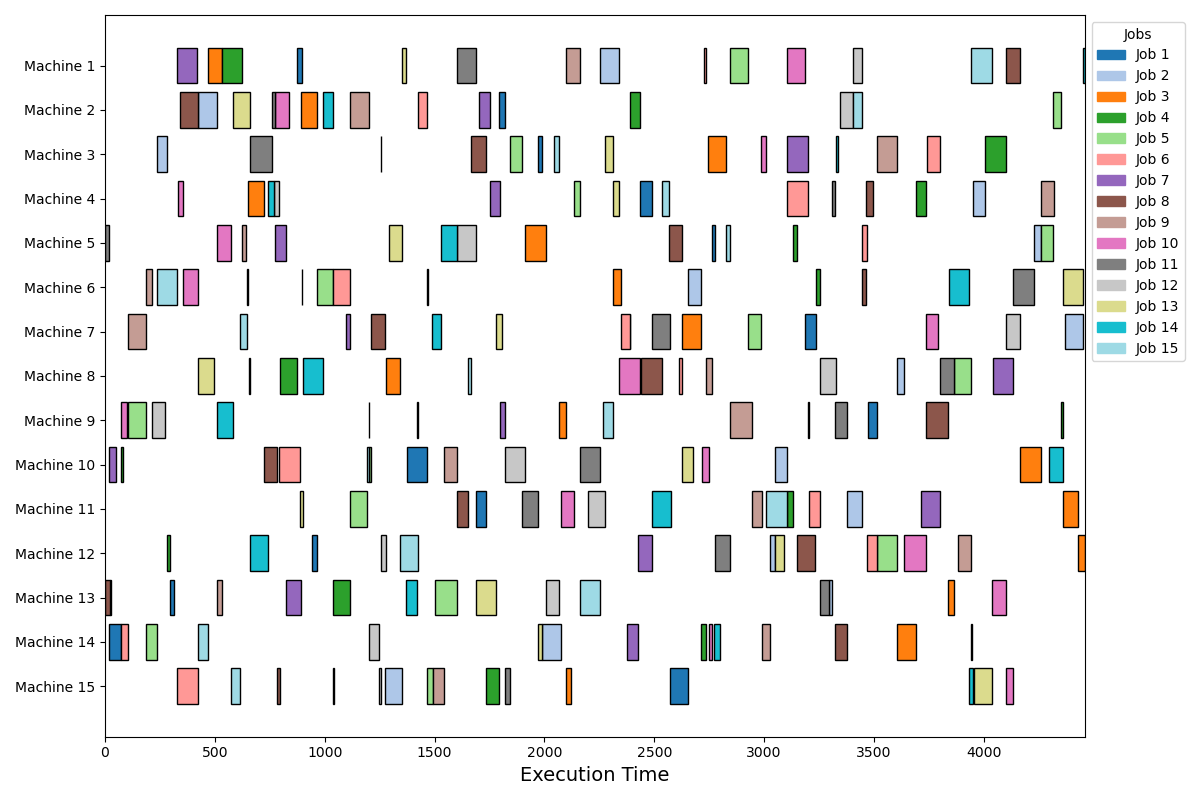 Machine 1
Machine 2
Machine 3
Machine 4
Machine 5
Machine 6
Machine 7
Machine 8
Machine 9
Machine 10
Machine 11
Machine 12
Machine 13
Machine 14
Machine 15
0 500 1000 1500 2000 2500 3000 3500 4000
Execution Time
Jobs
Job 1
Job 2
Job 3
Job 4
Job 5
Job 6
Job 7
Job 8
Job 9
Job 10
Job 11
Job 12
Job 13
Job 14
Job 15